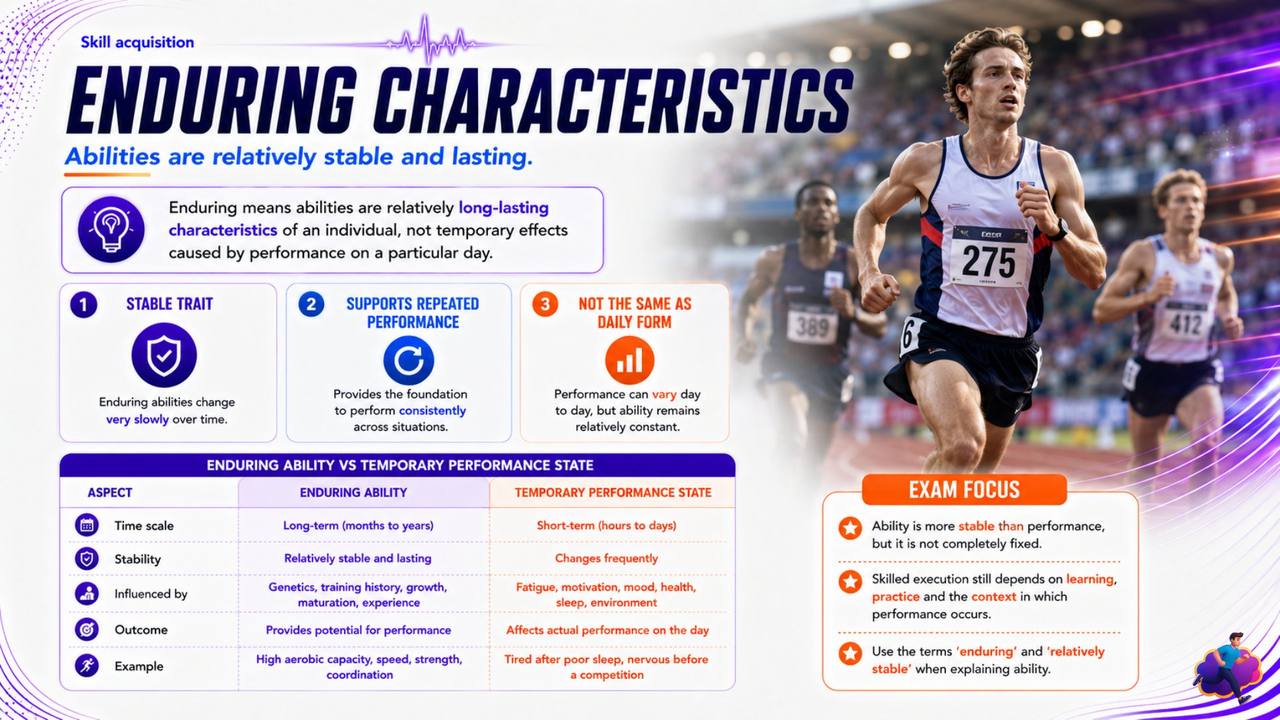 Skill acquisition
ENDURING CHARACTERISTICS
Abilities are relatively stable and lasting.
Enduring means abilities are relatively long-lasting
characteristics of an individual, not temporary effects
caused by performance on a particular day.
1
STABLE TRAIT
Enduring abilities change
very slowly over time.
2
SUPPORTS REPEATED
PERFORMANCE
Provides the foundation
to perform consistently
across situations.
3
NOT THE SAME AS
DAILY FORM
Performance can vary day
to day, but ability remains
relatively constant.
ENDURING ABILITY VS TEMPORARY PERFORMANCE STATE
ASPECT ENDURING ABILITY TEMPORARY PERFORMANCE STATE
Time scale Long-term (months to years) Short-term (hours to days)
Stability Relatively stable and lasting Changes frequently
Influenced by Genetics, training history, growth, Fatigue, motivation, mood, health,
maturation, experience sleep, environment
Outcome Provides potential for performance Affects actual performance on the day
Example High aerobic capacity, speed, strength, Tired after poor sleep, nervous before
coordination a competition
275
389
412
6
EXAM FOCUS
Ability is more stable than performance,
but it is not completely fixed.
Skilled execution still depends on learning,
practice and the context in which
performance occurs.
Use the terms ‘enduring’ and ‘relatively
stable’ when explaining ability.